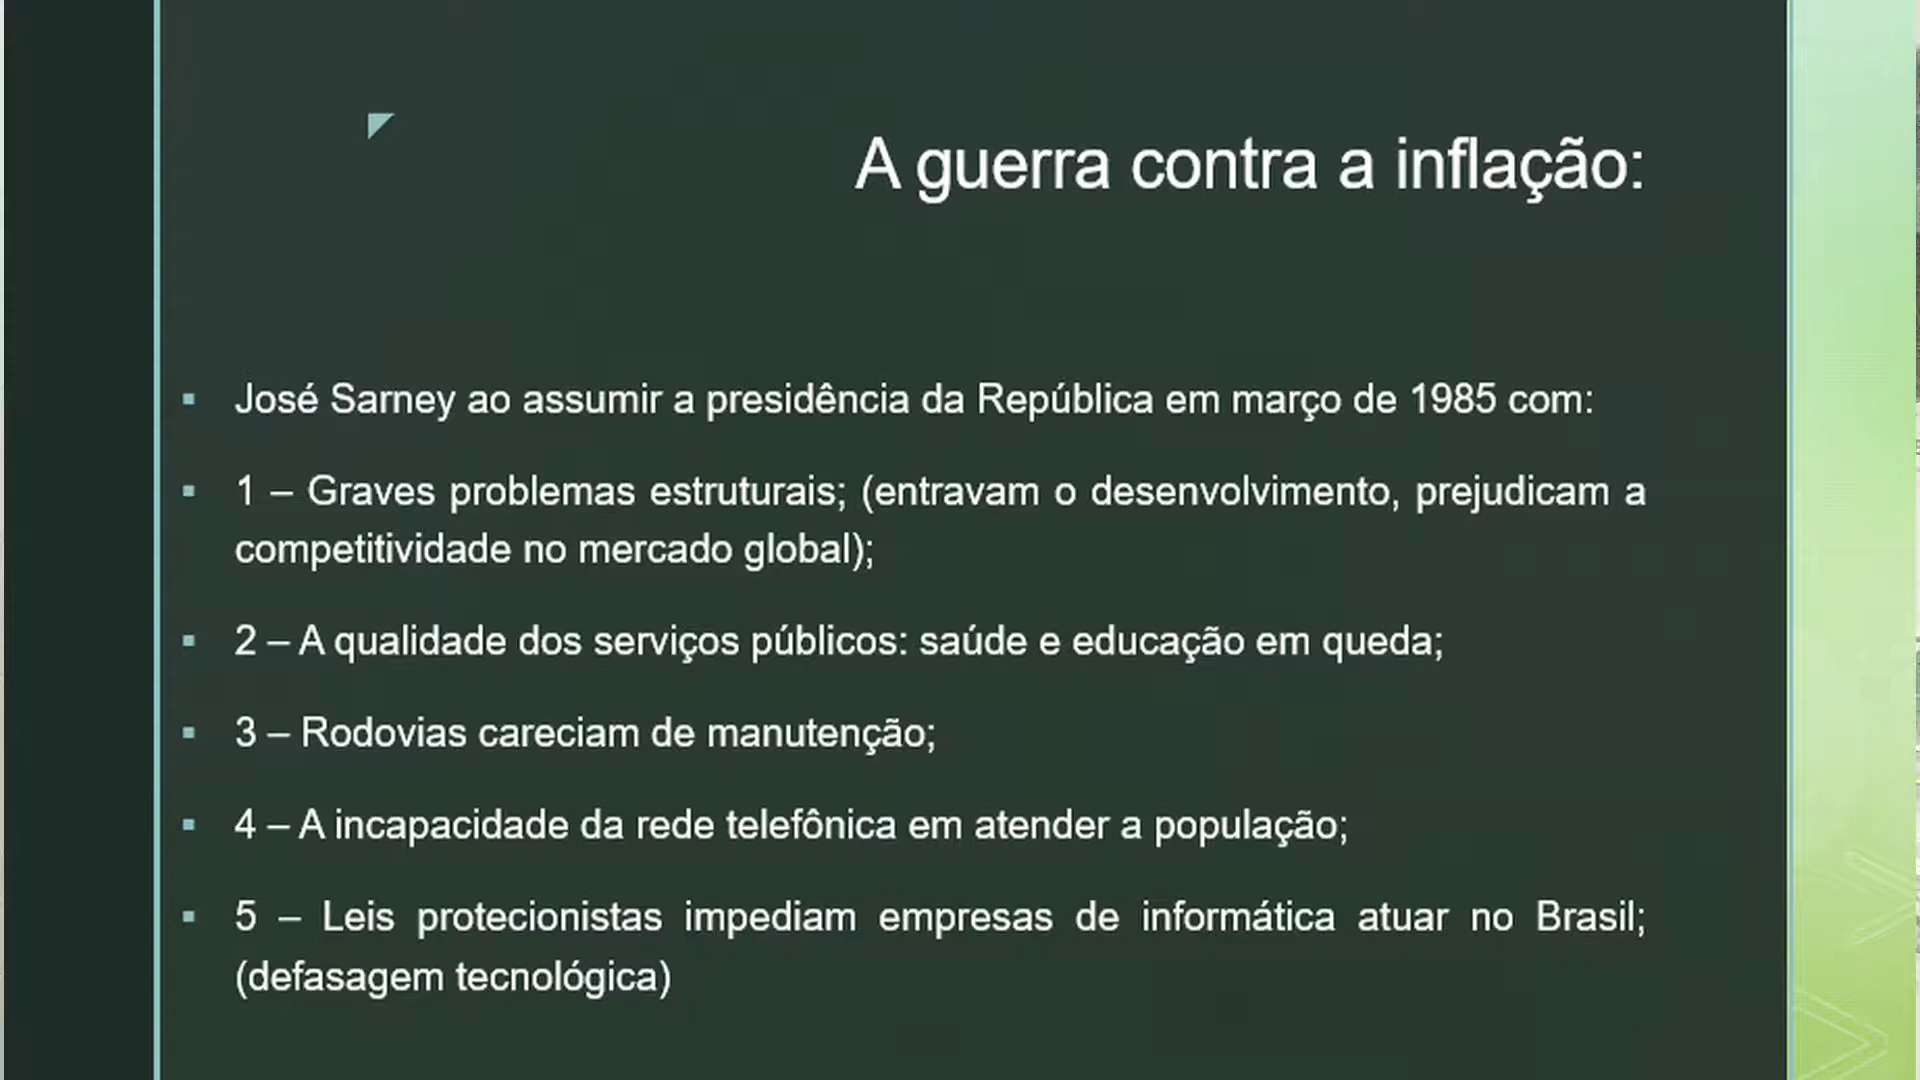 A guerra contra a inflação:
José Sarney ao assumir a presidência da República em março de 1985 com:
1 – Graves problemas estruturais; (entravam o desenvolvimento, prejudicam a
competitividade no mercado global);
2 – A qualidade dos serviços públicos: saúde e educação em queda;
3 – Rodovias careciam de manutenção;
4 – A incapacidade da rede telefônica em atender a população;
5 – Leis protecionistas impediam empresas de informática atuar no Brasil;
(defasagem tecnológica)